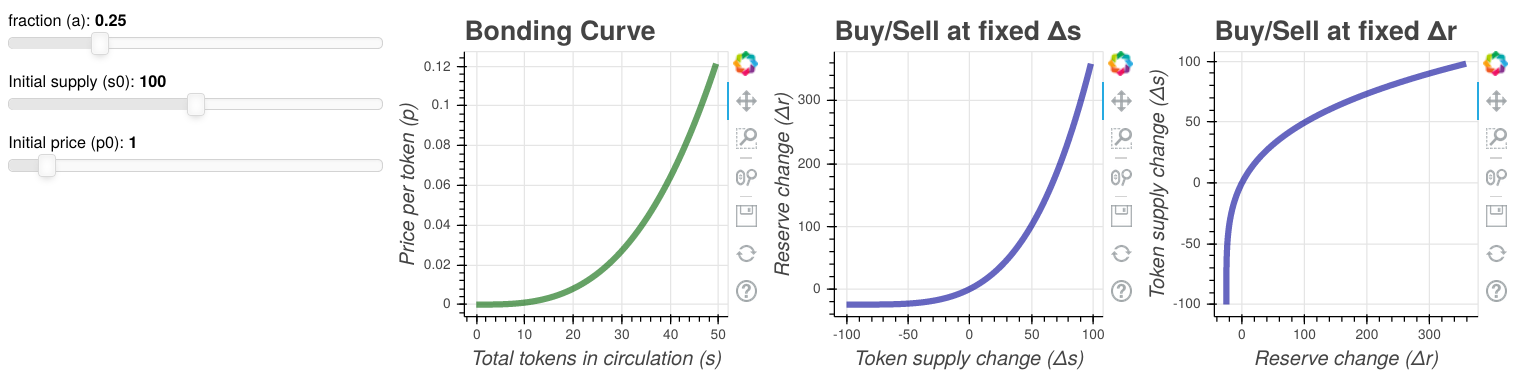 fraction (a): 0.25
Initial supply (s0): 100
Initial price (p0): 1
Bonding Curve
Price per token (p)
0.12
0.1
0.08
0.06
0.04
0.02
0
0 10 20 30 40 50
Total tokens in circulation (s)
Buy/Sell at fixed Δs
Reserve change (Δr)
300
200
100
0
-100 -50 0 50 100
Token supply change (Δs)
Buy/Sell at fixed Δr
Token supply change (Δs)
100
50
0
-50
-100
0 100 200 300
Reserve change (Δr)